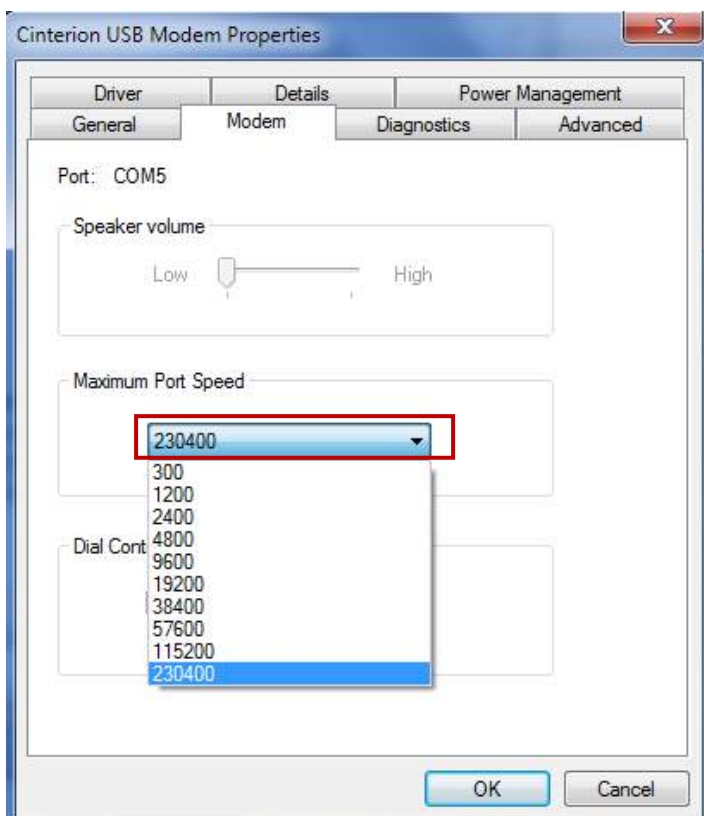 Cinterion USB Modem Properties
Driver Details Power Management
General Modem Diagnostics Advanced
Port: COM5
Speaker volume
Low High
Maximum Port Speed
230400
300
1200
2400
4800
Dial Cont
9600
19200
38400
57600
115200
230400
OK Cancel